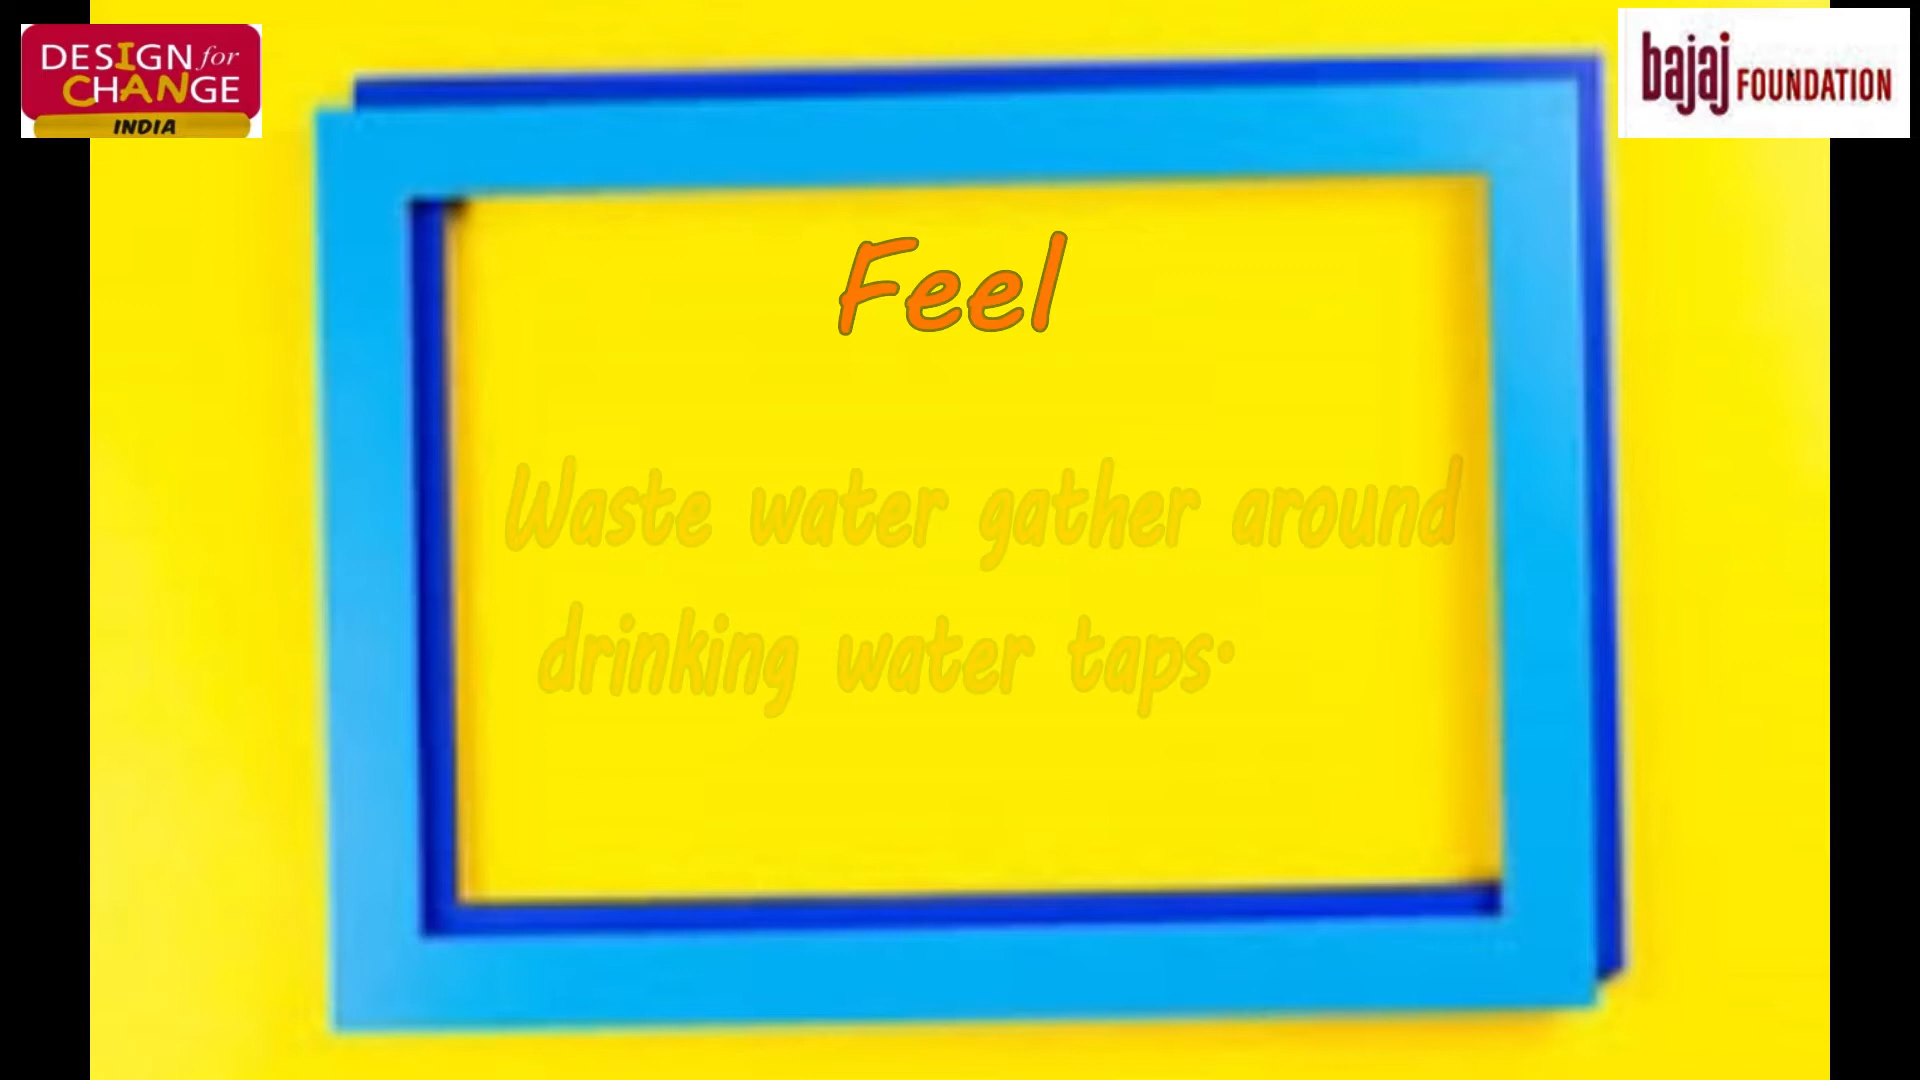 DESIGN for
CHANGE
INDIA
bajaj FOUNDATION
Feel
Waste water gather around
drinking water taps.